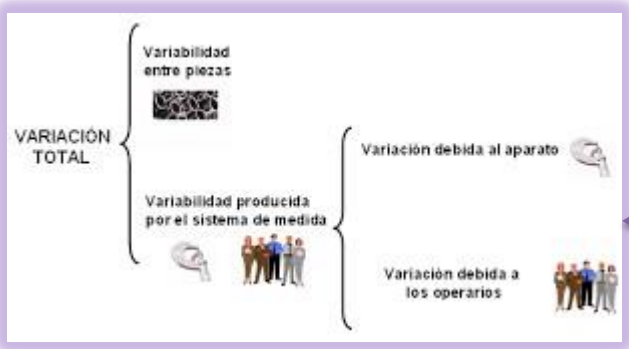 Variabilidad
entre piezas
VARIACIÓN
TOTAL
Variabilidad producida
por el sistema de medida
Variación debida al aparato
Variación debida a
los operarios